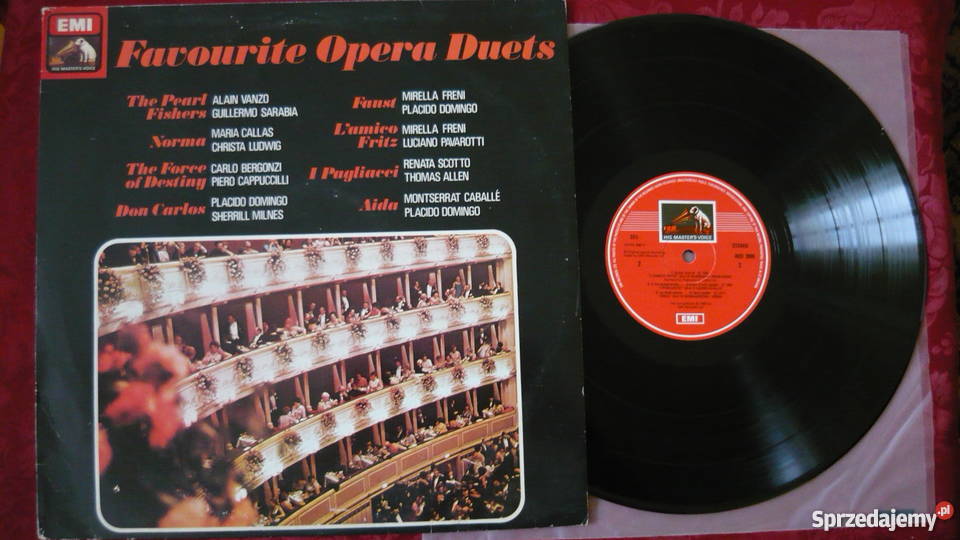 EMI
HIS MASTER'S VOICE
Favourite Opera Duets
The Pearl
Fishers
ALAIN VANZO
GUILLERMO SARABIA
Norma
MARIA CALLAS
CHRISTA LUDWIG
The Force
of Destiny
CARLO BERGONZI
PIERO CAPPUCCILLI
Don Carlos
PLACIDO DOMINGO
SHERRILL MILNES
Faust
MIRELLA FRENI
PLACIDO DOMINGO
L'amico
Fritz
MIRELLA FRENI
LUCIANO PAVAROTTI
I Pagliacci
RENATA SCOTTO
THOMAS ALLEN
Aida
MONTSERRAT CABALLÉ
PLACIDO DOMINGO
HIS MASTER'S VOICE
STEREO
2
EMI
Sprzedajemy.pl